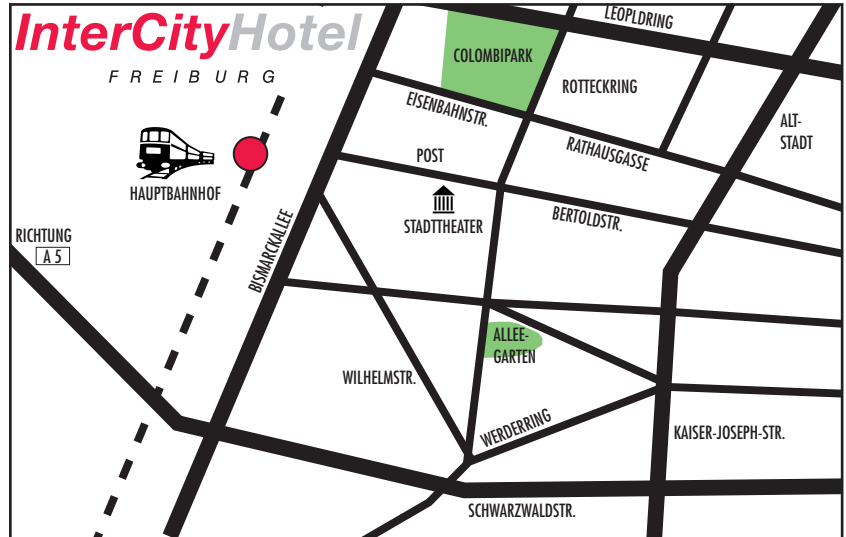 InterCityHotel
FREIBURG
LEOPLDRING
COLOMBIPARK
ROTTECKRING
EISENBAHNSTR.
ALT-
STADT
RATHAUSGASSE
POST
HAUPTBAHNHOF
STADTTHEATER
BERTOLDSTR.
RICHTUNG
A 5
BISMARCKALLEE
ALLEE-
GARTEN
WILHELMSTR.
WERDERRING
KAISER-JOSEPH-STR.
SCHWARZWALDSTR.